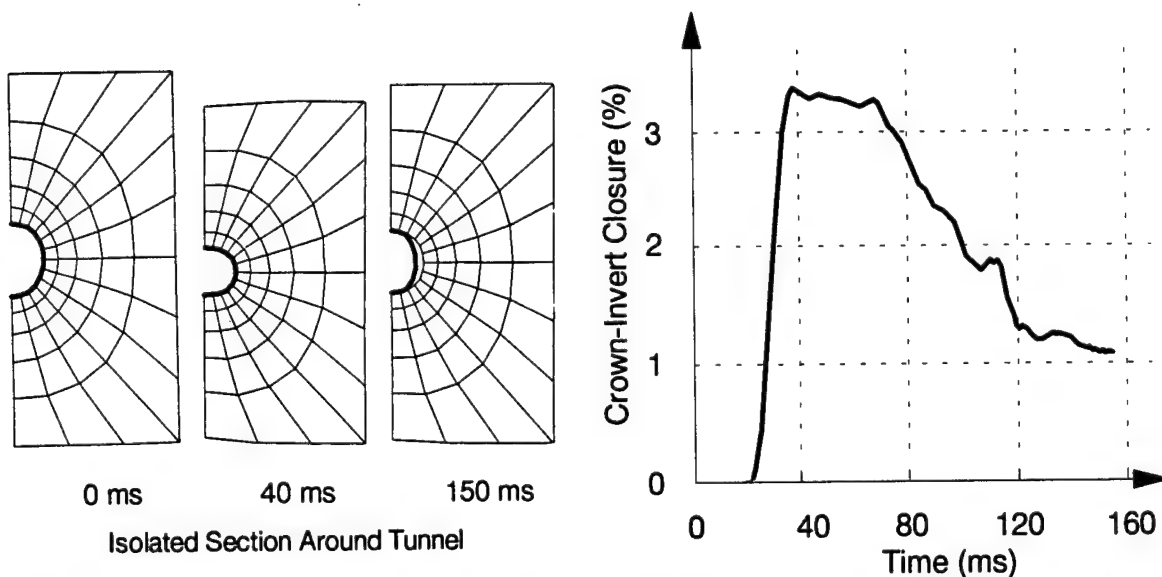 0 ms
40 ms
150 ms
Isolated Section Around Tunnel
Crown-Invert Closure (%)
3
2
1
0
0
40
80
120
160
Time (ms)